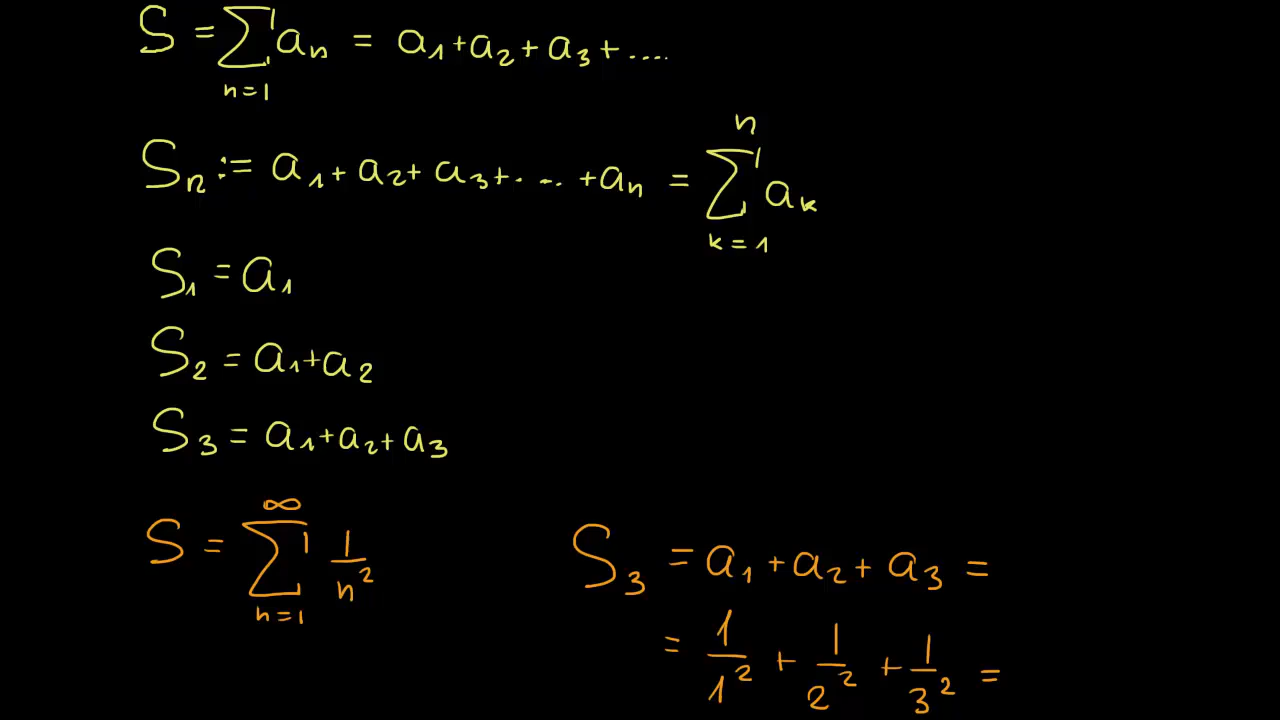 S = ∑_{n=1} aₙ = a₁ + a₂ + a₃ + ....
Sₙ := a₁ + a₂ + a₃ + .... + aₙ = ∑_{k=1}^{n} aₖ
S₁ = a₁
S₂ = a₁ + a₂
S₃ = a₁ + a₂ + a₃
S = ∑_{n=1}^{∞} 1/n²
S₃ = a₁ + a₂ + a₃ =
= 1/1² + 1/2² + 1/3² =